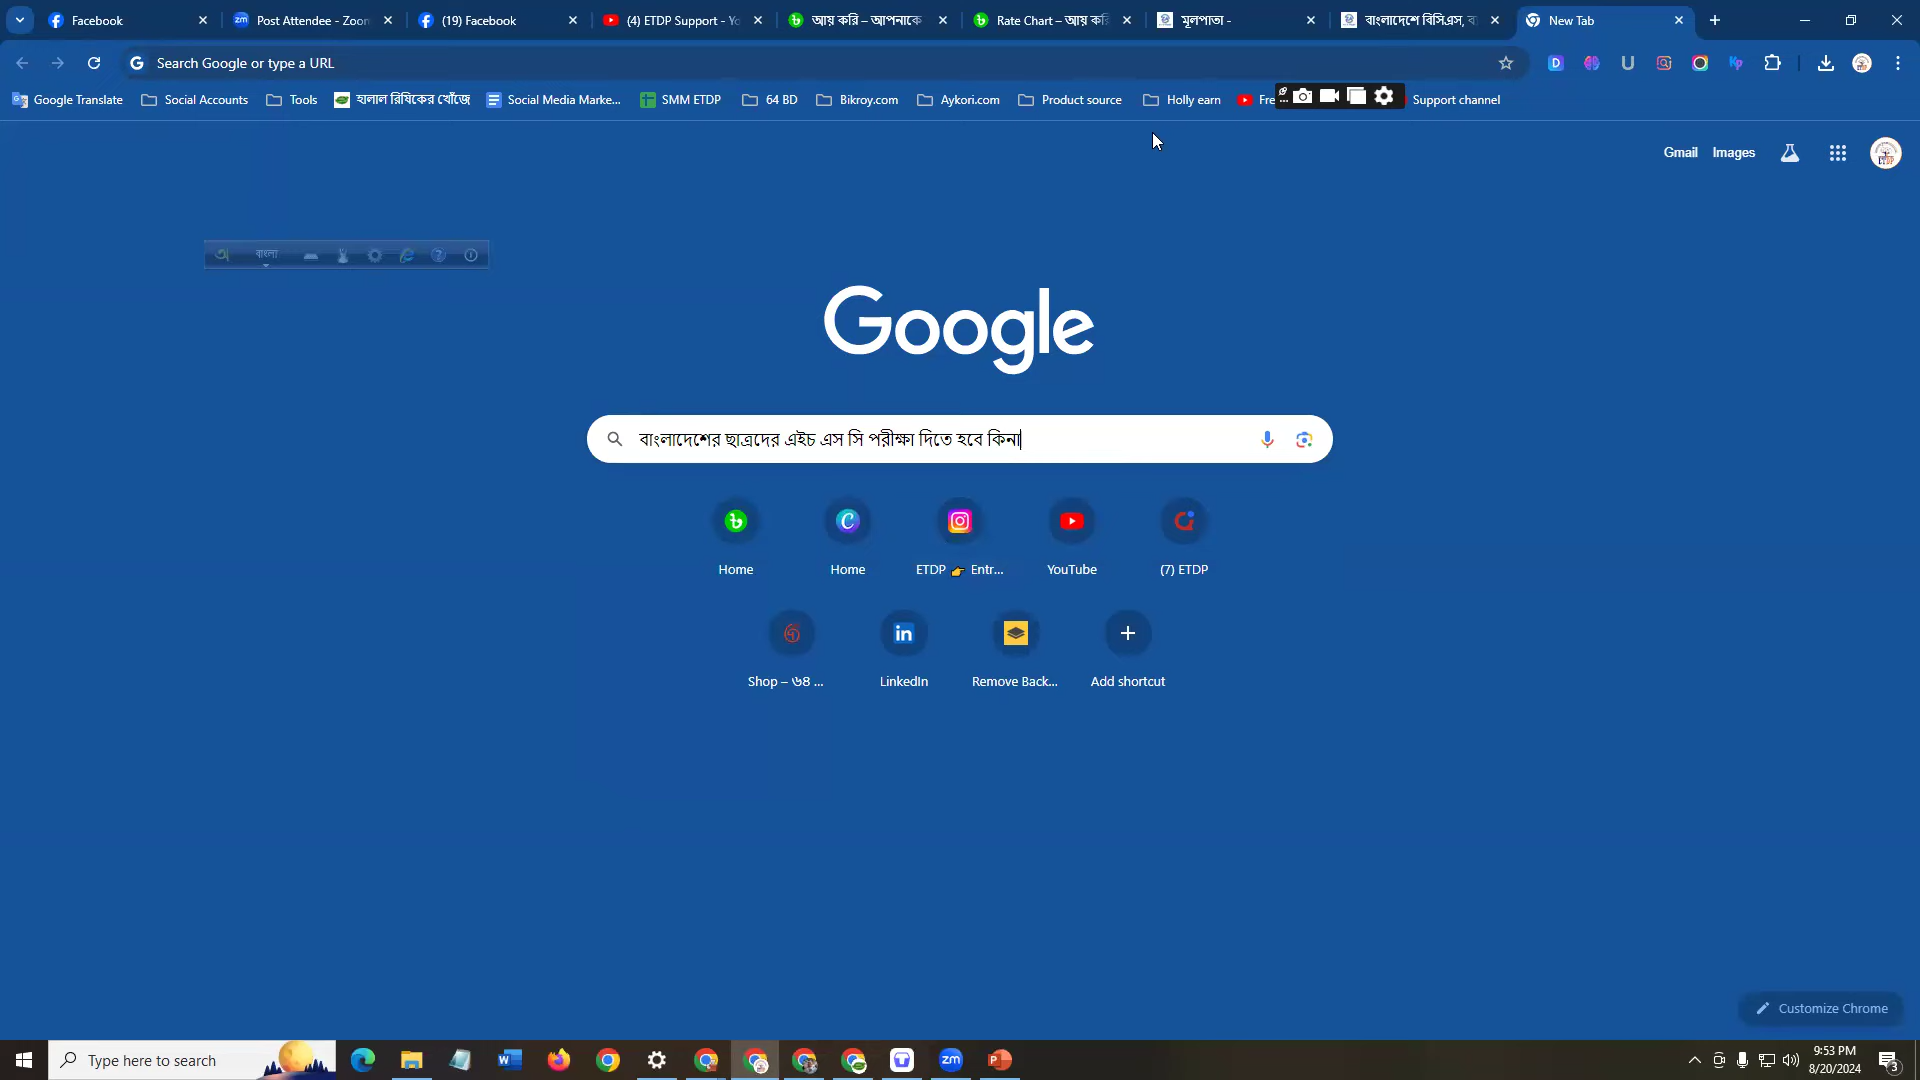 Facebook
Post Attendee - Zoom
(19) Facebook
(4) ETDP Support - Yo
আয় করি – আপনাকে
Rate Chart – আয় করি
মূলপাতা -
বাংলাদেশে বিসিএস, ব
New Tab
Search Google or type a URL
Google Translate
Social Accounts
Tools
হালাল রিযিকের খোঁজে
Social Media Marke...
SMM ETDP
64 BD
Bikroy.com
Aykori.com
Product source
Holly earn
Fre
Support channel
Gmail
Images
বাংলা
Google
বাংলাদেশের ছাত্রদের এইচ এস সি পরীক্ষা দিতে হবে কিনা
Home
Home
ETDP 👉 Entr...
YouTube
(7) ETDP
Shop – ৬৪ ...
LinkedIn
Remove Back...
Add shortcut
Customize Chrome
Type here to search
9:53 PM
8/20/2024
3